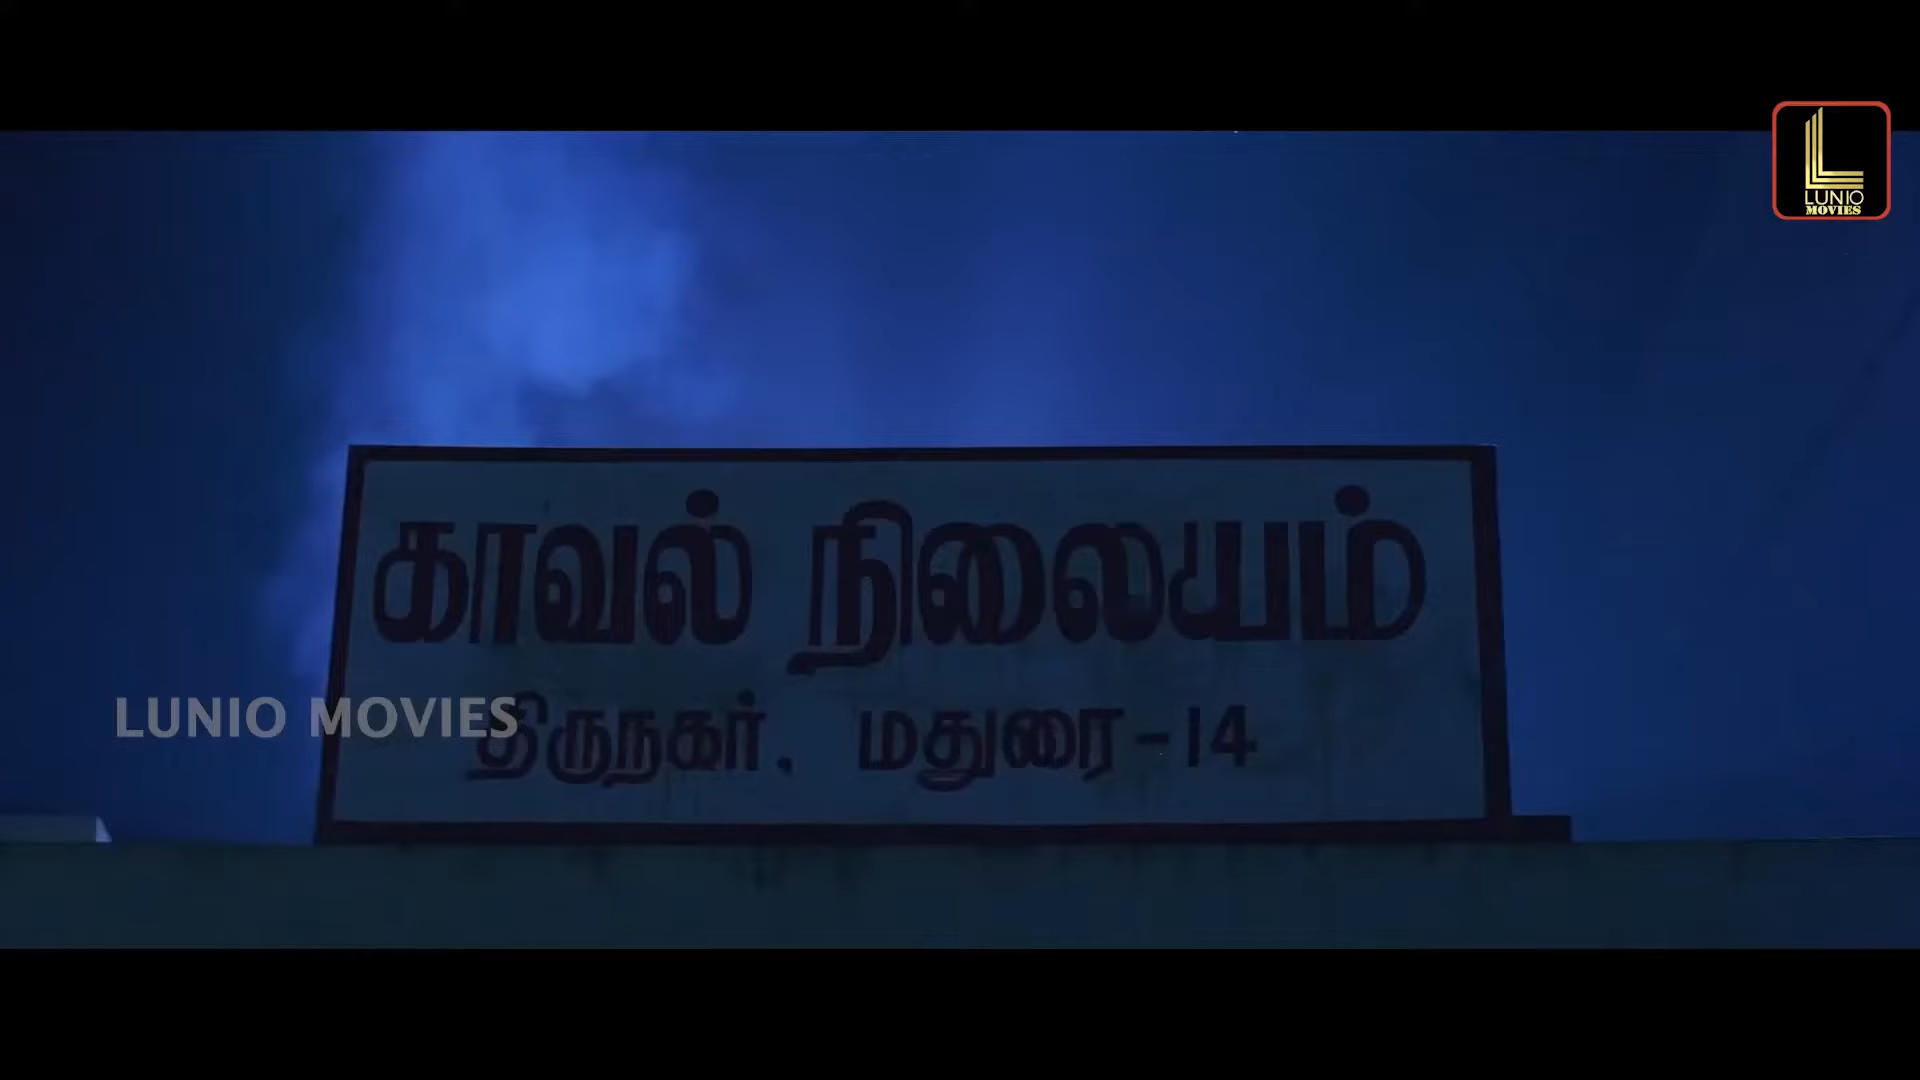 LUNIO
MOVIES
காவல் நிலையம்
LUNIO MOVIES
திருநகர். மதுரை-14